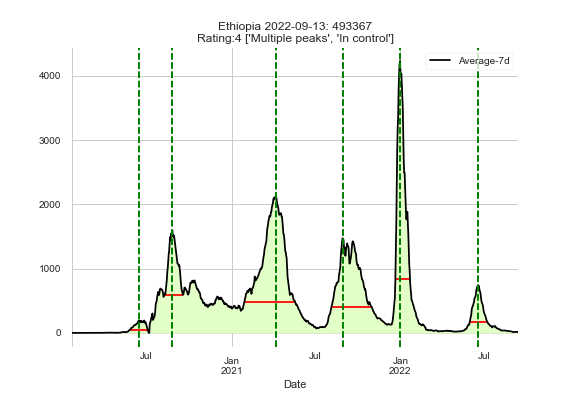 Ethiopia 2022-09-13: 493367
Rating:4 ['Multiple peaks', 'In control']
Average-7d
4000
3000
2000
1000
0
Jul
Jan
2021
Jul
Jan
2022
Jul
Date